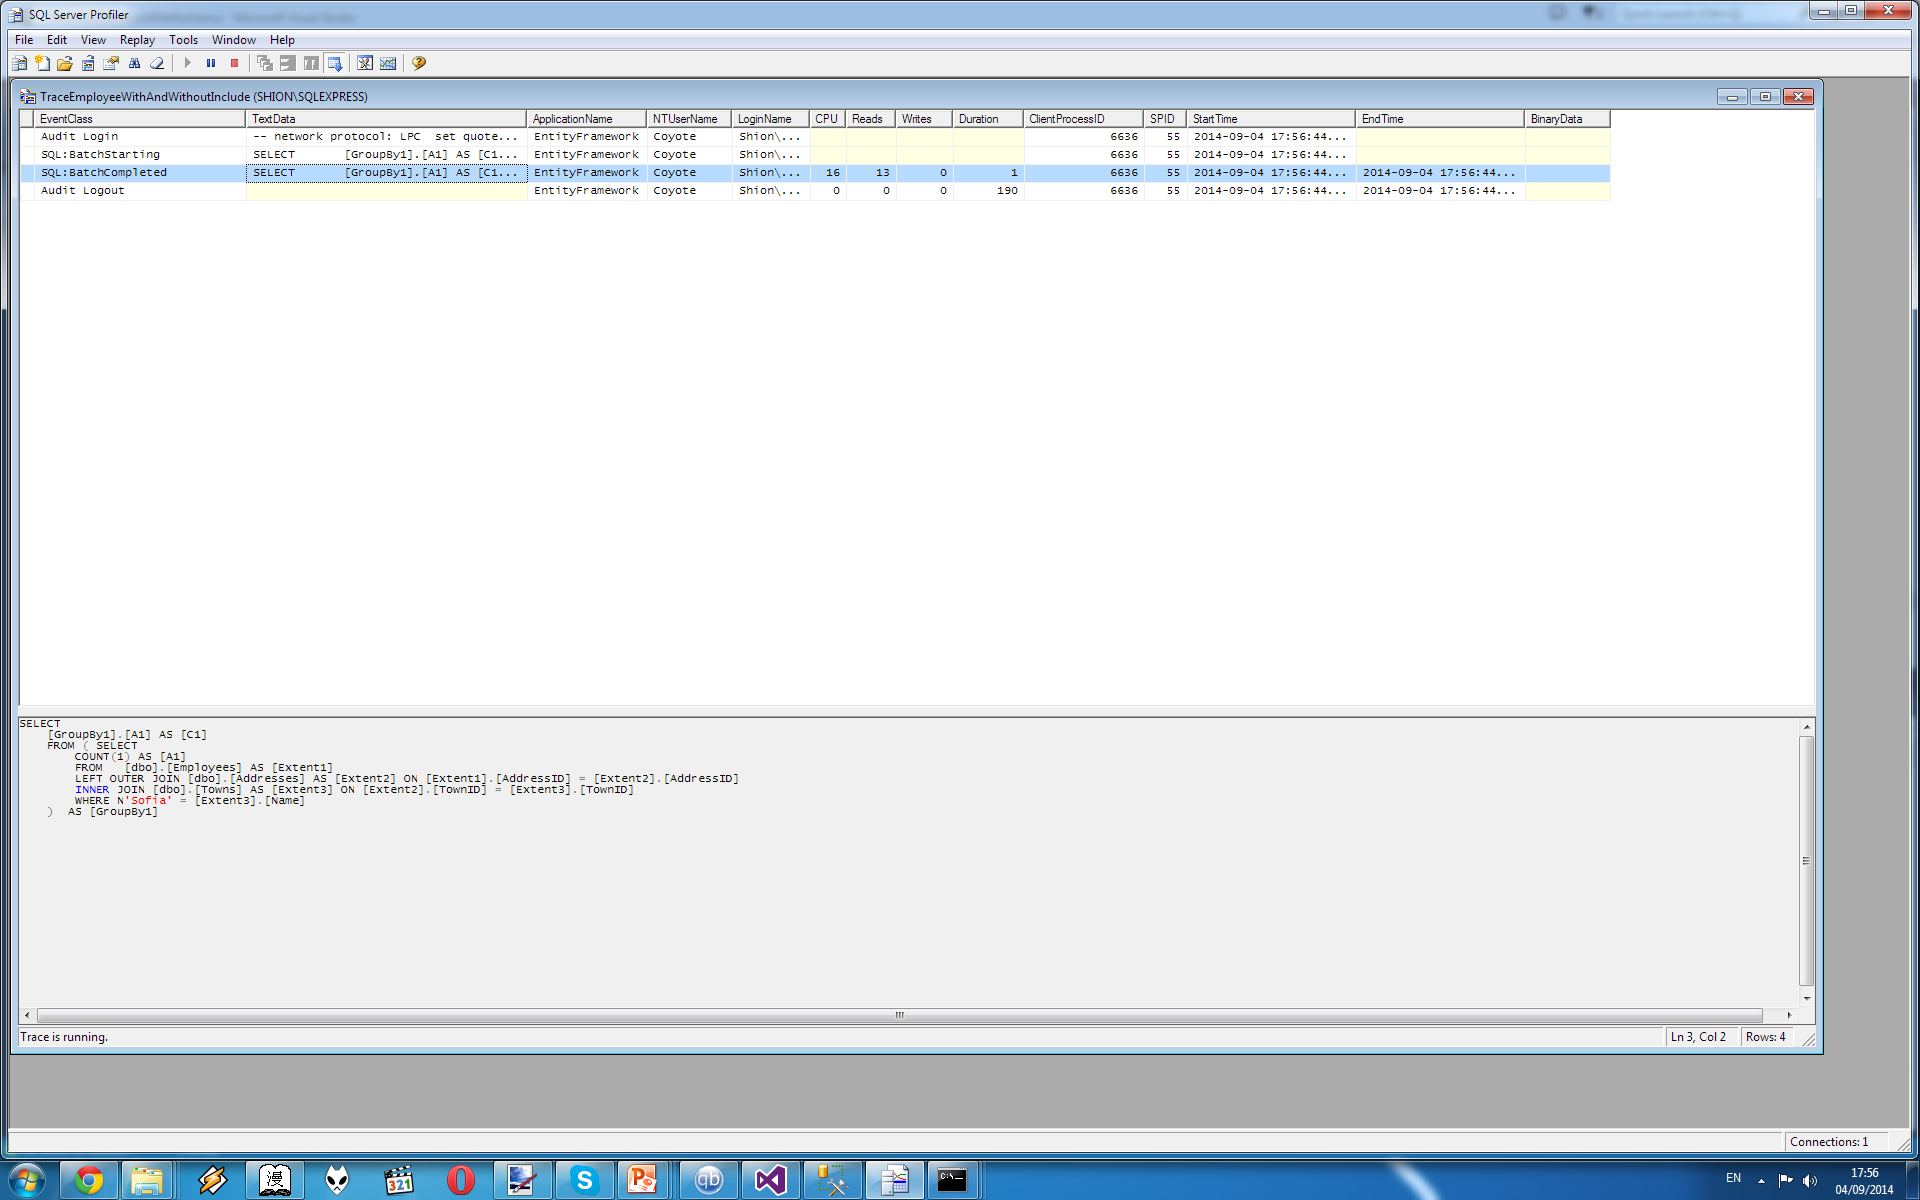 SQL Server Profiler
File Edit View Replay Tools Window Help
TraceEmployeeWithAndWithoutInclude (SHION\SQLEXPRESS)
EventClass TextData ApplicationName NTUserName LoginName CPU Reads Writes Duration ClientProcessID SPID StartTime EndTime BinaryData
Audit Login -- network protocol: LPC set quote... EntityFramework Coyote Shion\... 6636 55 2014-09-04 17:56:44...
SQL:BatchStarting SELECT [GroupBy1].[A1] AS [C1... EntityFramework Coyote Shion\... 6636 55 2014-09-04 17:56:44...
SQL:BatchCompleted SELECT [GroupBy1].[A1] AS [C1... EntityFramework Coyote Shion\... 16 13 0 1 6636 55 2014-09-04 17:56:44... 2014-09-04 17:56:44...
Audit Logout EntityFramework Coyote Shion\... 0 0 0 190 6636 55 2014-09-04 17:56:44... 2014-09-04 17:56:44...
SELECT
[GroupBy1].[A1] AS [C1]
FROM ( SELECT
COUNT(1) AS [A1]
FROM [dbo].[Employees] AS [Extent1]
LEFT OUTER JOIN [dbo].[Addresses] AS [Extent2] ON [Extent1].[AddressID] = [Extent2].[AddressID]
INNER JOIN [dbo].[Towns] AS [Extent3] ON [Extent2].[TownID] = [Extent3].[TownID]
WHERE N'Sofia' = [Extent3].[Name]
) AS [GroupBy1]
Trace is running. Ln 3, Col 2 Rows: 4
Connections: 1
漫
321
S
P
qb
C:\_
EN
17:56
04/09/2014